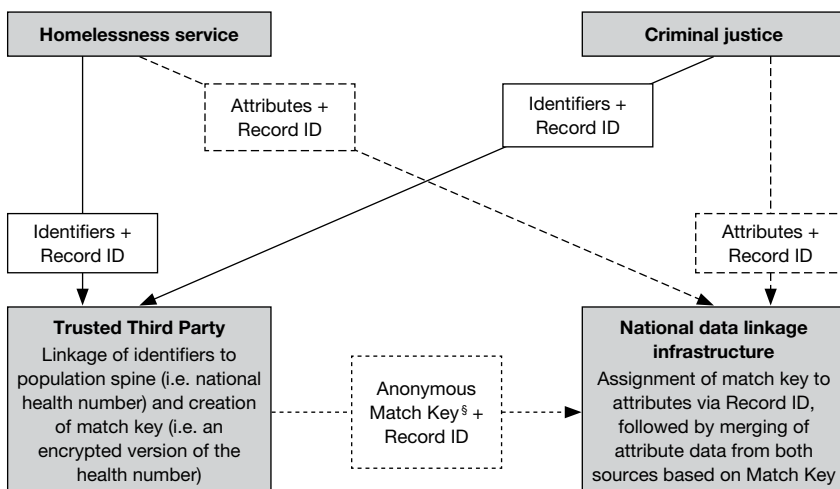 Homelessness service
Criminal justice
Attributes +
Record ID
Identifiers +
Record ID
Identifiers +
Record ID
Attributes +
Record ID
Trusted Third Party
Linkage of identifiers to
population spine (i.e. national
health number) and creation
of match key (i.e. an
encrypted version of the
health number)
Anonymous
Match Key§ +
Record ID
National data linkage
infrastructure
Assignment of match key to
attributes via Record ID,
followed by merging of
attribute data from both
sources based on Match Key